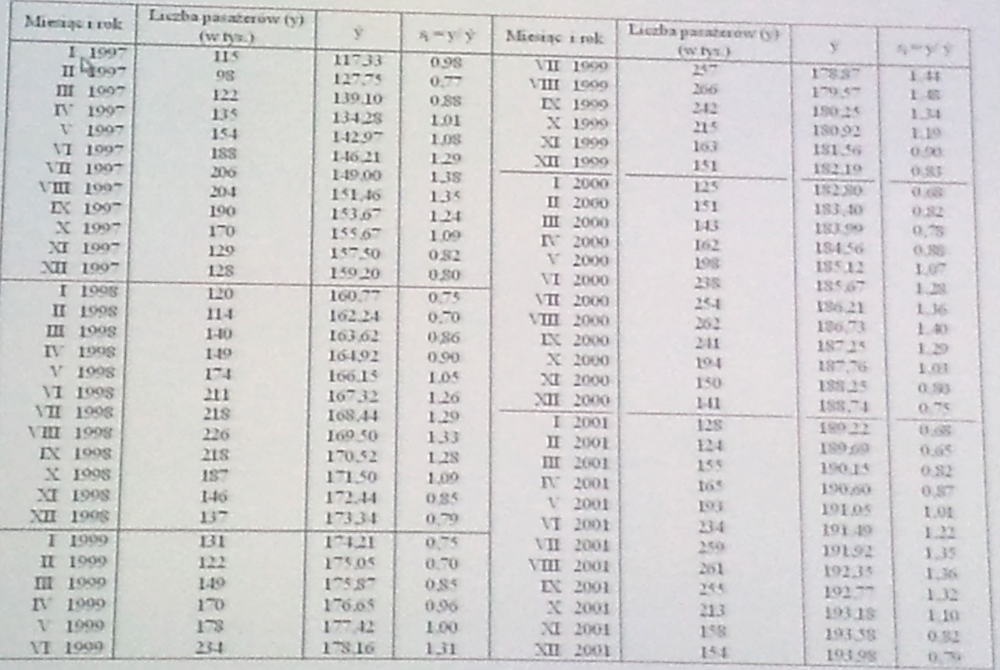 Miesiąc i rok Liczba pasażerów (y) (w tys.) ŷ sᵢ = y/ ŷ
I 1997 115 117.33 0.98
II 1997 98 127.75 0.77
III 1997 122 139.10 0.88
IV 1997 135 134.28 1.01
V 1997 154 142.97 1.08
VI 1997 188 146.21 1.29
VII 1997 206 149.00 1.38
VIII 1997 204 151.46 1.35
IX 1997 190 153.67 1.24
X 1997 170 155.67 1.09
XI 1997 129 157.50 0.82
XII 1997 128 159.20 0.80
I 1998 120 160.77 0.75
II 1998 114 162.24 0.70
III 1998 140 163.62 0.86
IV 1998 149 164.92 0.90
V 1998 174 166.15 1.05
VI 1998 211 167.32 1.26
VII 1998 218 168.44 1.29
VIII 1998 226 169.50 1.33
IX 1998 218 170.52 1.28
X 1998 187 171.50 1.09
XI 1998 146 172.44 0.85
XII 1998 137 173.34 0.79
I 1999 131 174.21 0.75
II 1999 122 175.05 0.70
III 1999 149 175.87 0.85
IV 1999 170 176.65 0.96
V 1999 178 177.42 1.00
VI 1999 234 178.16 1.31
Miesiąc i rok Liczba pasażerów (y) (w tys.) ŷ sᵢ = y/ ŷ
VII 1999 257 178.87 1.44
VIII 1999 266 179.57 1.48
IX 1999 242 180.25 1.34
X 1999 215 180.92 1.19
XI 1999 163 181.56 0.90
XII 1999 151 182.19 0.83
I 2000 125 182.80 0.68
II 2000 151 183.40 0.82
III 2000 143 183.99 0.78
IV 2000 162 184.56 0.88
V 2000 198 185.12 1.07
VI 2000 238 185.67 1.28
VII 2000 254 186.21 1.36
VIII 2000 262 186.73 1.40
IX 2000 241 187.25 1.29
X 2000 194 187.76 1.03
XI 2000 150 188.25 0.80
XII 2000 141 188.74 0.75
I 2001 128 189.22 0.68
II 2001 124 189.69 0.65
III 2001 155 190.15 0.82
IV 2001 165 190.60 0.87
V 2001 193 191.05 1.01
VI 2001 234 191.49 1.22
VII 2001 259 191.92 1.35
VIII 2001 261 192.35 1.36
IX 2001 255 192.77 1.32
X 2001 213 193.18 1.10
XI 2001 158 193.58 0.82
XII 2001 154 193.98 0.79